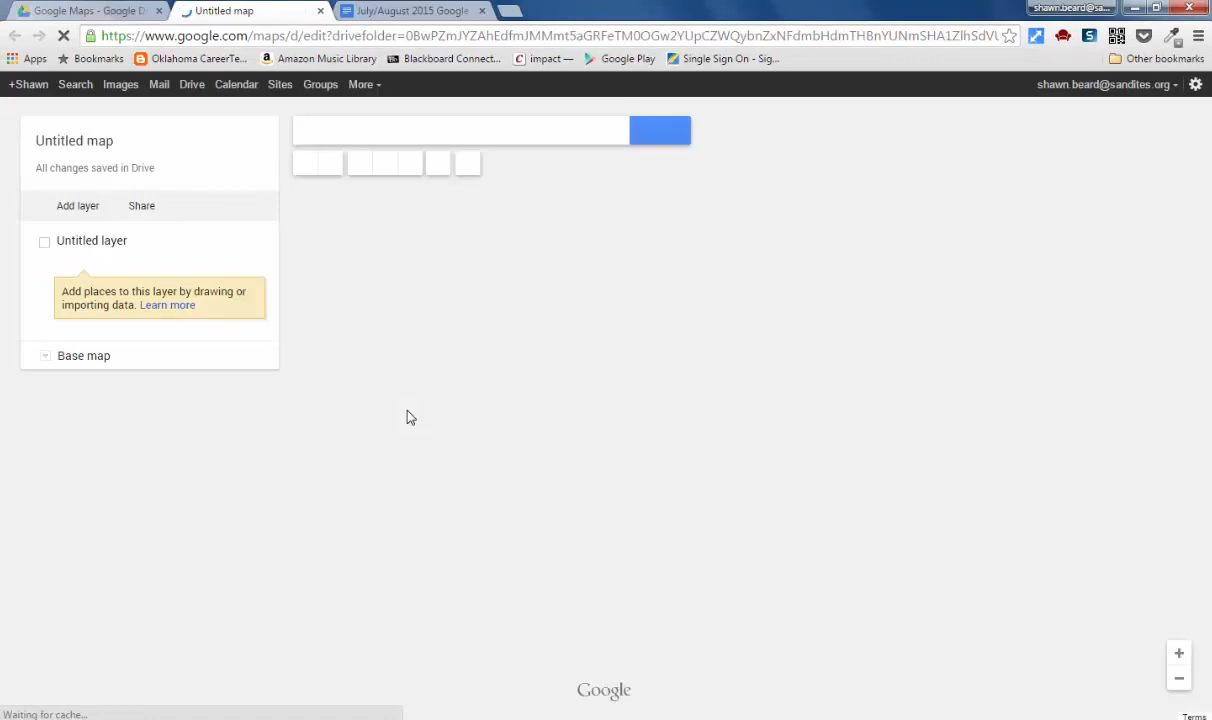 Google Maps - Google D
Untitled map
July/August 2015 Google
shawn.beard@sa...
https://www.google.com/maps/d/edit?drivefolder=0BwPZmJYZAhEdfmJMMmt5aGRFeTM0OGw2YUpCZWQybnZxNFdmbHdmTHBnYUNmSHA1ZlhSdVU
Apps
Bookmarks
Oklahoma CareerTe...
Amazon Music Library
Blackboard Connect...
impact —
Google Play
Single Sign On - Sig...
Other bookmarks
+Shawn Search Images Mail Drive Calendar Sites Groups More
shawn.beard@sandites.org
Untitled map
All changes saved in Drive
Add layer Share
Untitled layer
Add places to this layer by drawing or
importing data. Learn more
Base map
+
−
Google
Waiting for cache...
Terms